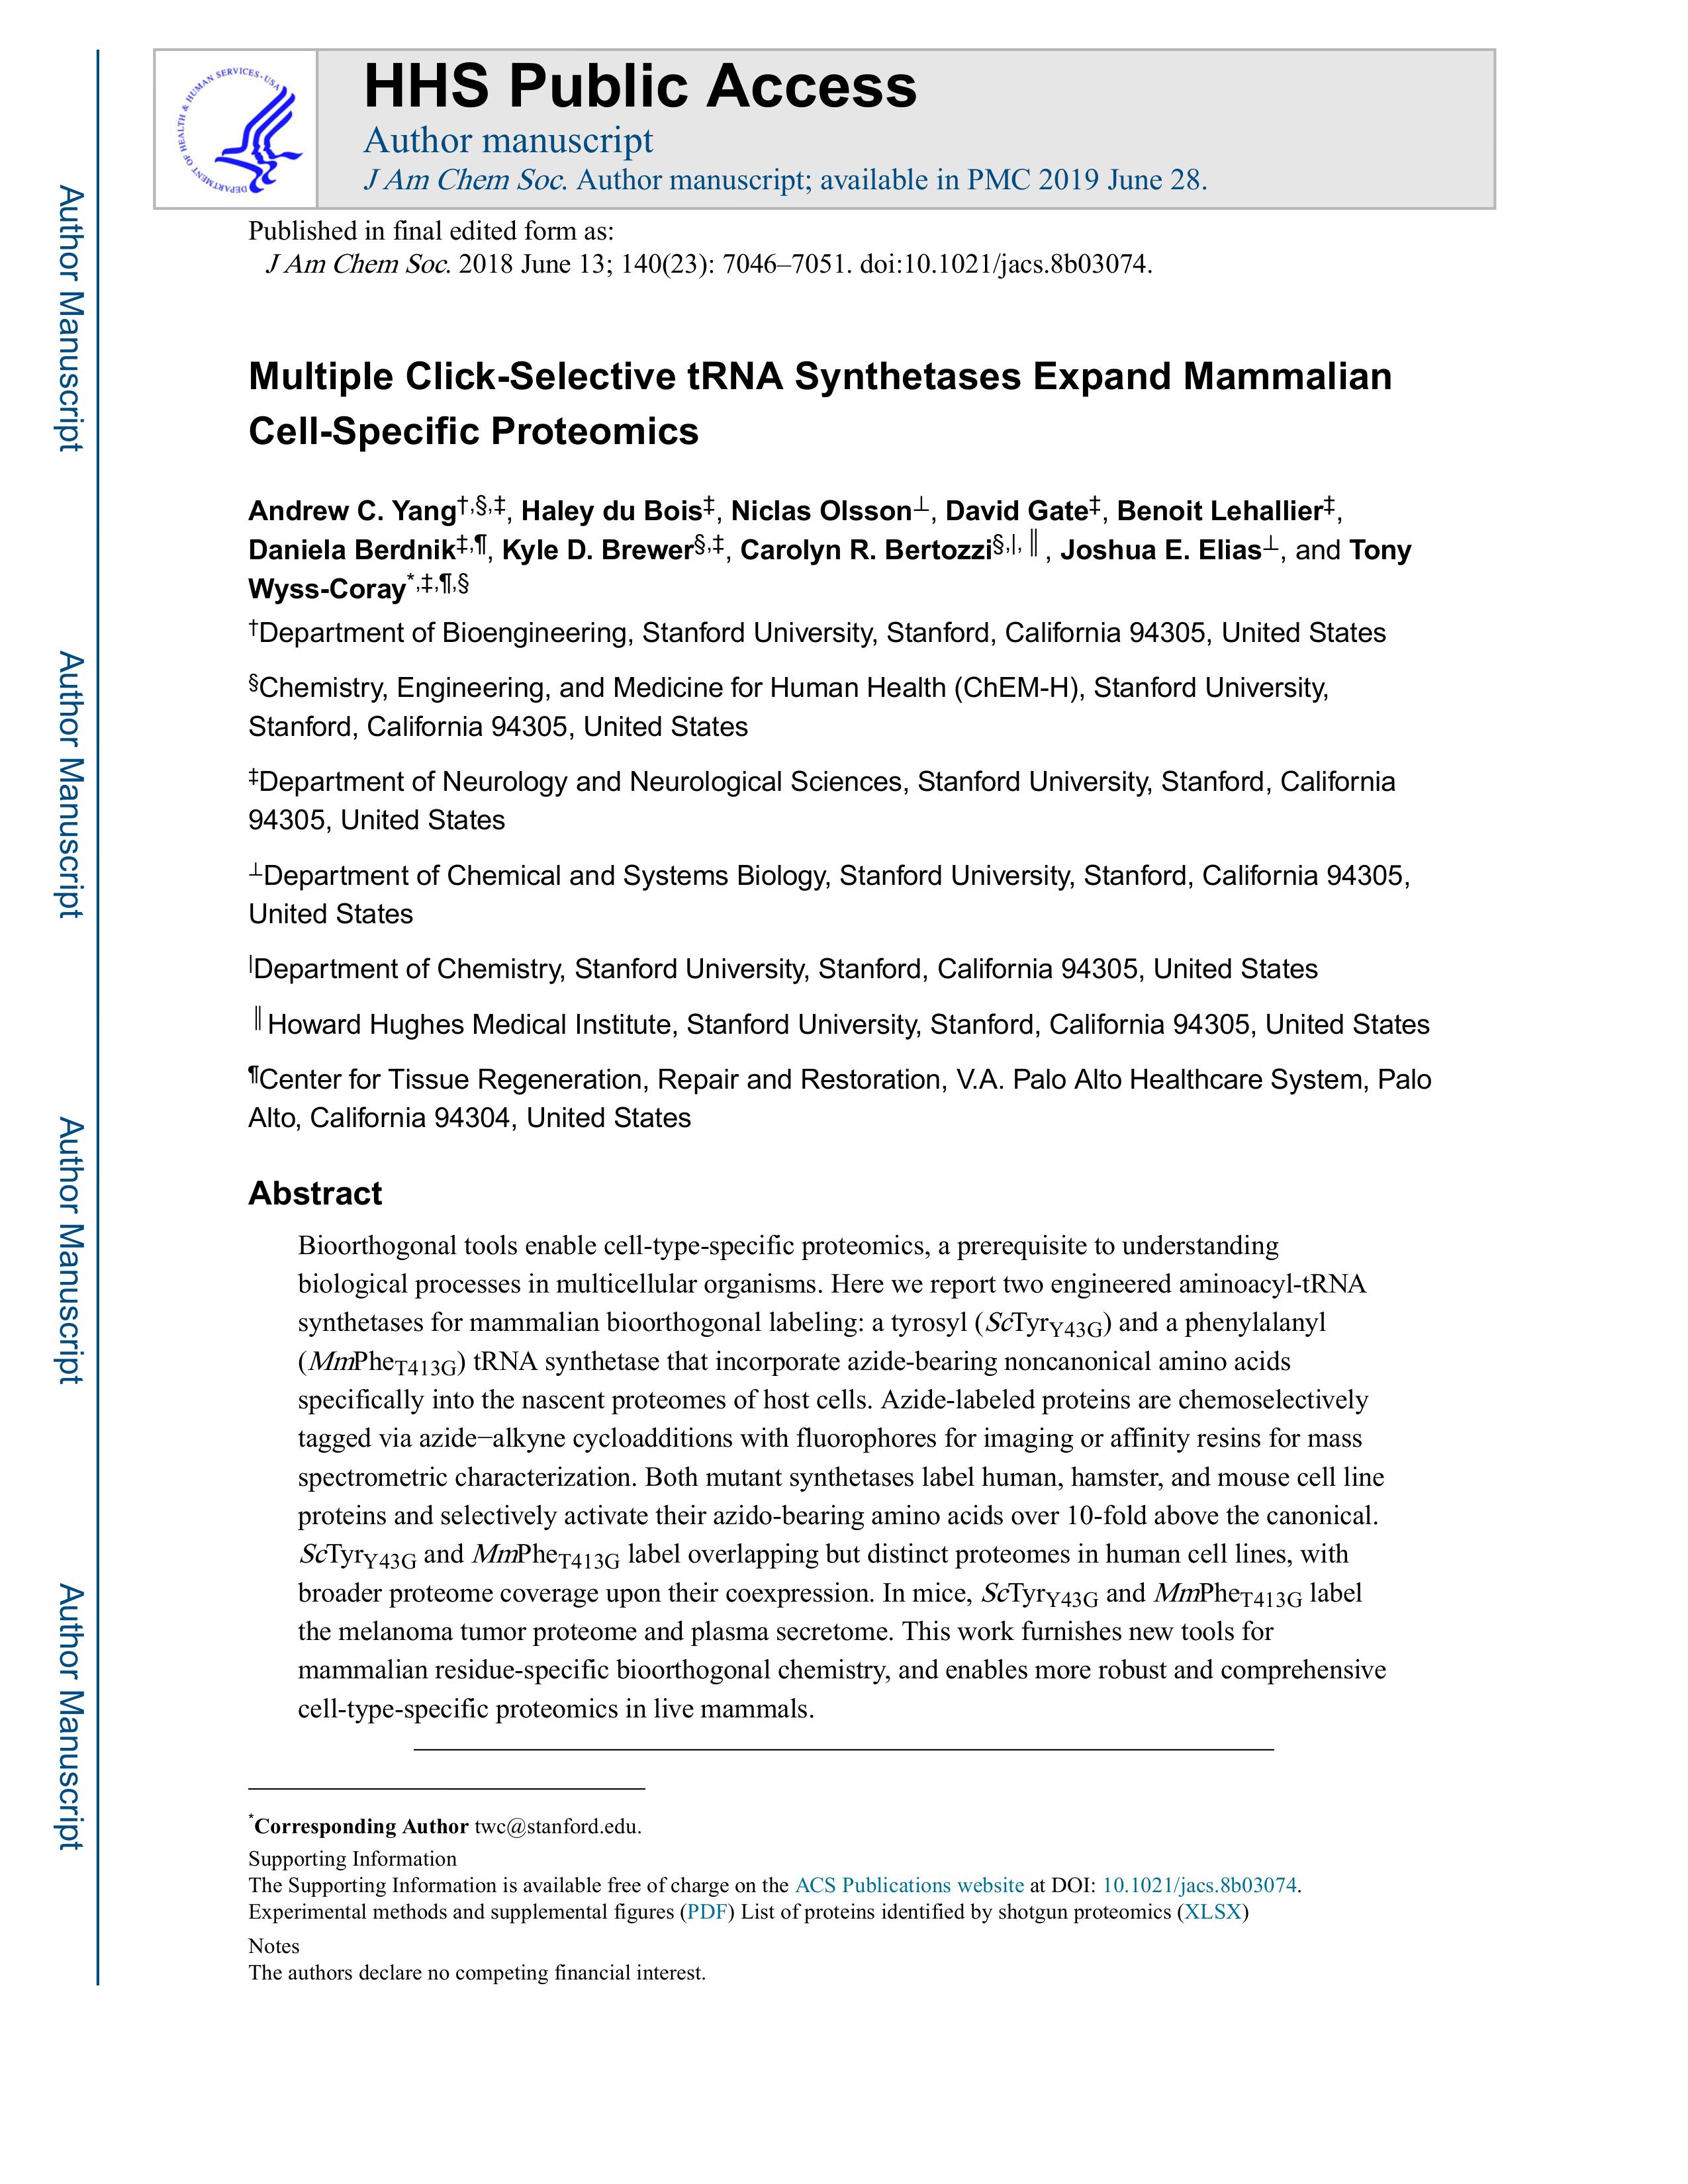 DEPARTMENT OF HEALTH & HUMAN SERVICES · USA
HHS Public Access
Author manuscript
J Am Chem Soc. Author manuscript; available in PMC 2019 June 28.
Published in final edited form as:
J Am Chem Soc. 2018 June 13; 140(23): 7046–7051. doi:10.1021/jacs.8b03074.
Multiple Click-Selective tRNA Synthetases Expand Mammalian
Cell-Specific Proteomics
Andrew C. Yang†,§,‡, Haley du Bois‡, Niclas Olsson⊥, David Gate‡, Benoit Lehallier‡,
Daniela Berdnik‡,¶, Kyle D. Brewer§,‡, Carolyn R. Bertozzi§,|,‖, Joshua E. Elias⊥, and Tony
Wyss-Coray*,‡,¶,§
†Department of Bioengineering, Stanford University, Stanford, California 94305, United States
§Chemistry, Engineering, and Medicine for Human Health (ChEM-H), Stanford University,
Stanford, California 94305, United States
‡Department of Neurology and Neurological Sciences, Stanford University, Stanford, California
94305, United States
⊥Department of Chemical and Systems Biology, Stanford University, Stanford, California 94305,
United States
|Department of Chemistry, Stanford University, Stanford, California 94305, United States
‖Howard Hughes Medical Institute, Stanford University, Stanford, California 94305, United States
¶Center for Tissue Regeneration, Repair and Restoration, V.A. Palo Alto Healthcare System, Palo
Alto, California 94304, United States
Abstract
Bioorthogonal tools enable cell-type-specific proteomics, a prerequisite to understanding
biological processes in multicellular organisms. Here we report two engineered aminoacyl-tRNA
synthetases for mammalian bioorthogonal labeling: a tyrosyl (ScTyrY43G) and a phenylalanyl
(MmPheT413G) tRNA synthetase that incorporate azide-bearing noncanonical amino acids
specifically into the nascent proteomes of host cells. Azide-labeled proteins are chemoselectively
tagged via azide−alkyne cycloadditions with fluorophores for imaging or affinity resins for mass
spectrometric characterization. Both mutant synthetases label human, hamster, and mouse cell line
proteins and selectively activate their azido-bearing amino acids over 10-fold above the canonical.
ScTyrY43G and MmPheT413G label overlapping but distinct proteomes in human cell lines, with
broader proteome coverage upon their coexpression. In mice, ScTyrY43G and MmPheT413G label
the melanoma tumor proteome and plasma secretome. This work furnishes new tools for
mammalian residue-specific bioorthogonal chemistry, and enables more robust and comprehensive
cell-type-specific proteomics in live mammals.
*Corresponding Author twc@stanford.edu.
Supporting Information
The Supporting Information is available free of charge on the ACS Publications website at DOI: 10.1021/jacs.8b03074.
Experimental methods and supplemental figures (PDF) List of proteins identified by shotgun proteomics (XLSX)
Notes
The authors declare no competing financial interest.
Author Manuscript
Author Manuscript
Author Manuscript
Author Manuscript